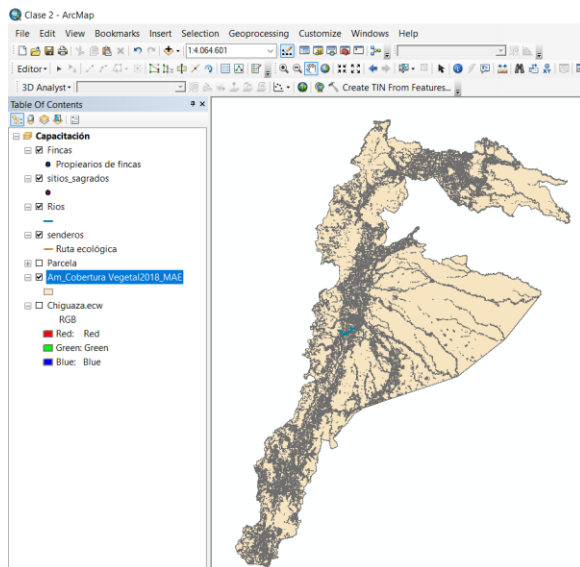 Clase 2 - ArcMap
File Edit View Bookmarks Insert Selection Geoprocessing Customize Windows Help
1:4.064.601
Editor
3D Analyst Create TIN From Features...
Table Of Contents
Capacitación
Fincas
Propiearios de fincas
sitios_sagrados
Rios
senderos
Ruta ecológica
Parcela
Am_Cobertura Vegetal2018_MAE
Chiguaza.ecw
RGB
Red: Red
Green: Green
Blue: Blue